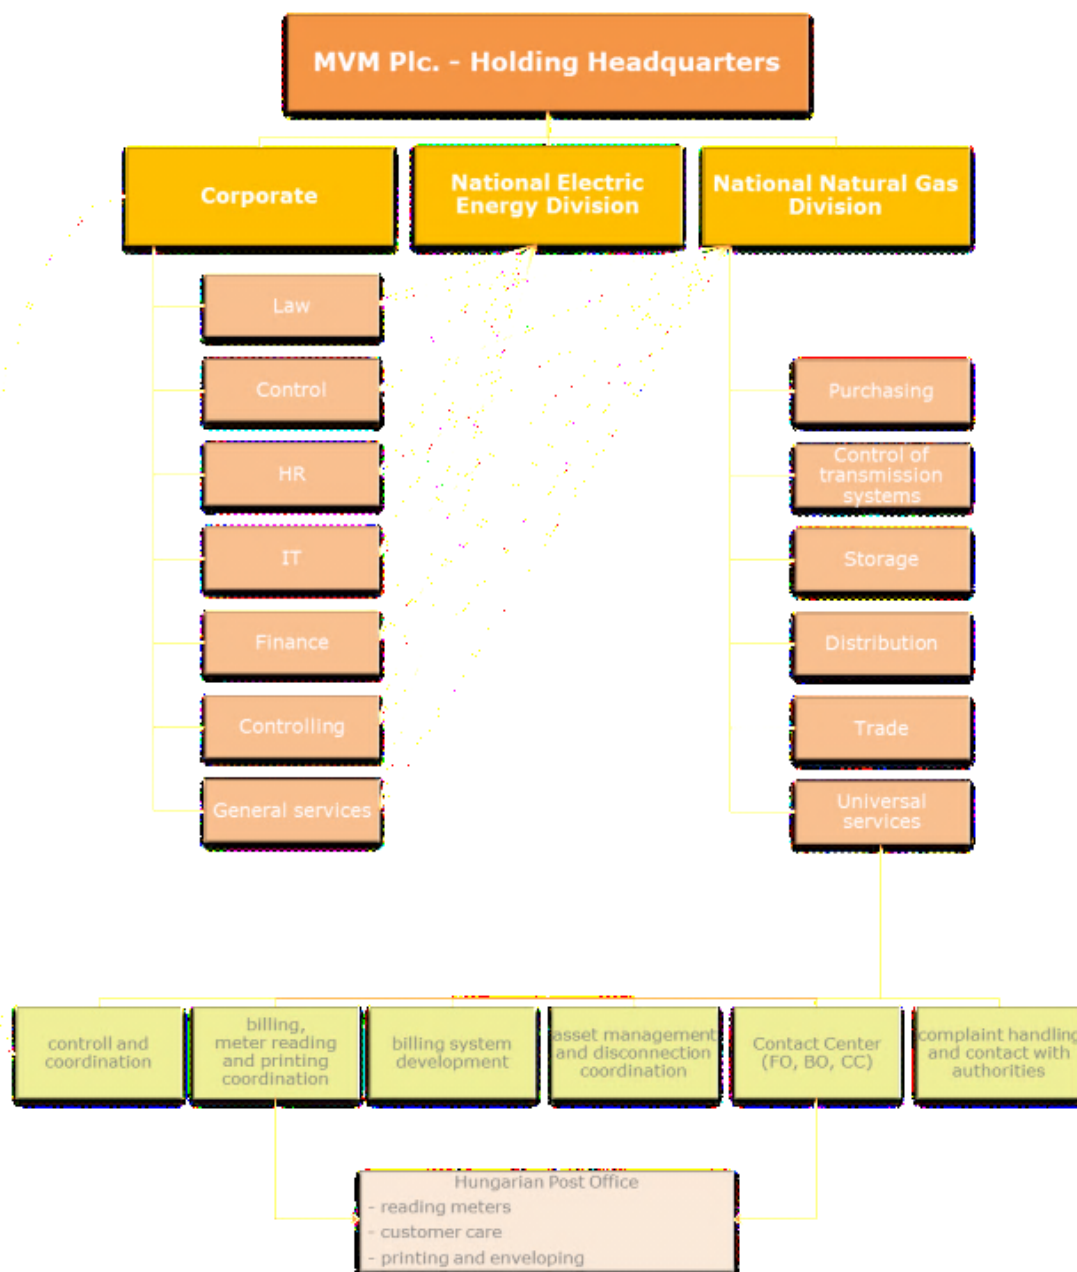 MVM Plc. - Holding Headquarters
Corporate
National Electric
Energy Division
National Natural Gas
Division
Law
Control
HR
IT
Finance
Controlling
General services
Purchasing
Control of
transmission
systems
Storage
Distribution
Trade
Universal
services
controll and
coordination
billing,
meter reading
and printing
coordination
billing system
development
asset management
and disconnection
coordination
Contact Center
(FO, BO, CC)
complaint handling
and contact with
authorities
Hungarian Post Office
- reading meters
- customer care
- printing and enveloping